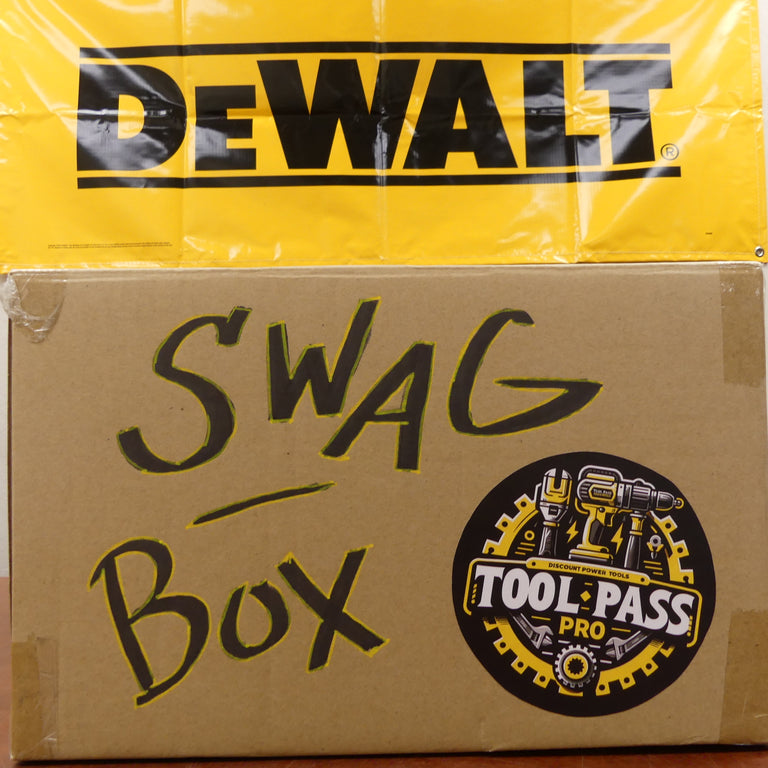 DEWALT®
SWAG
BOX
DISCOUNT POWER TOOLS
TOOL PASS
PRO